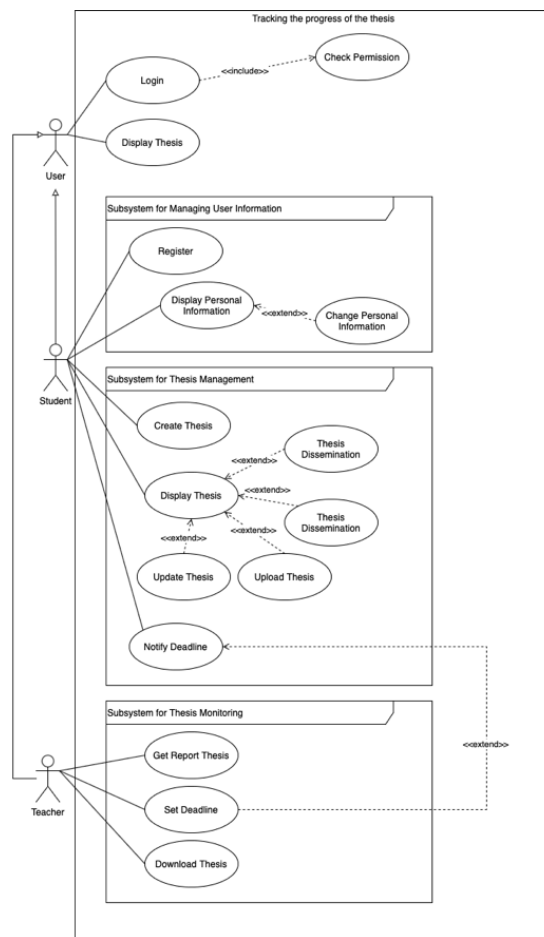 Tracking the progress of the thesis
Check Permission
<<include>>
Login
Display Thesis
User
Subsystem for Managing User Information
Register
Display Personal
Information
<<extend>>
Change Personal
Information
Student
Subsystem for Thesis Management
Create Thesis
Thesis
Dissemination
<<extend>>
Display Thesis
<<extend>>
Thesis
Dissemination
<<extend>>
<<extend>>
Update Thesis
Upload Thesis
Notify Deadline
Subsystem for Thesis Monitoring
<<extend>>
Get Report Thesis
Set Deadline
Teacher
Download Thesis